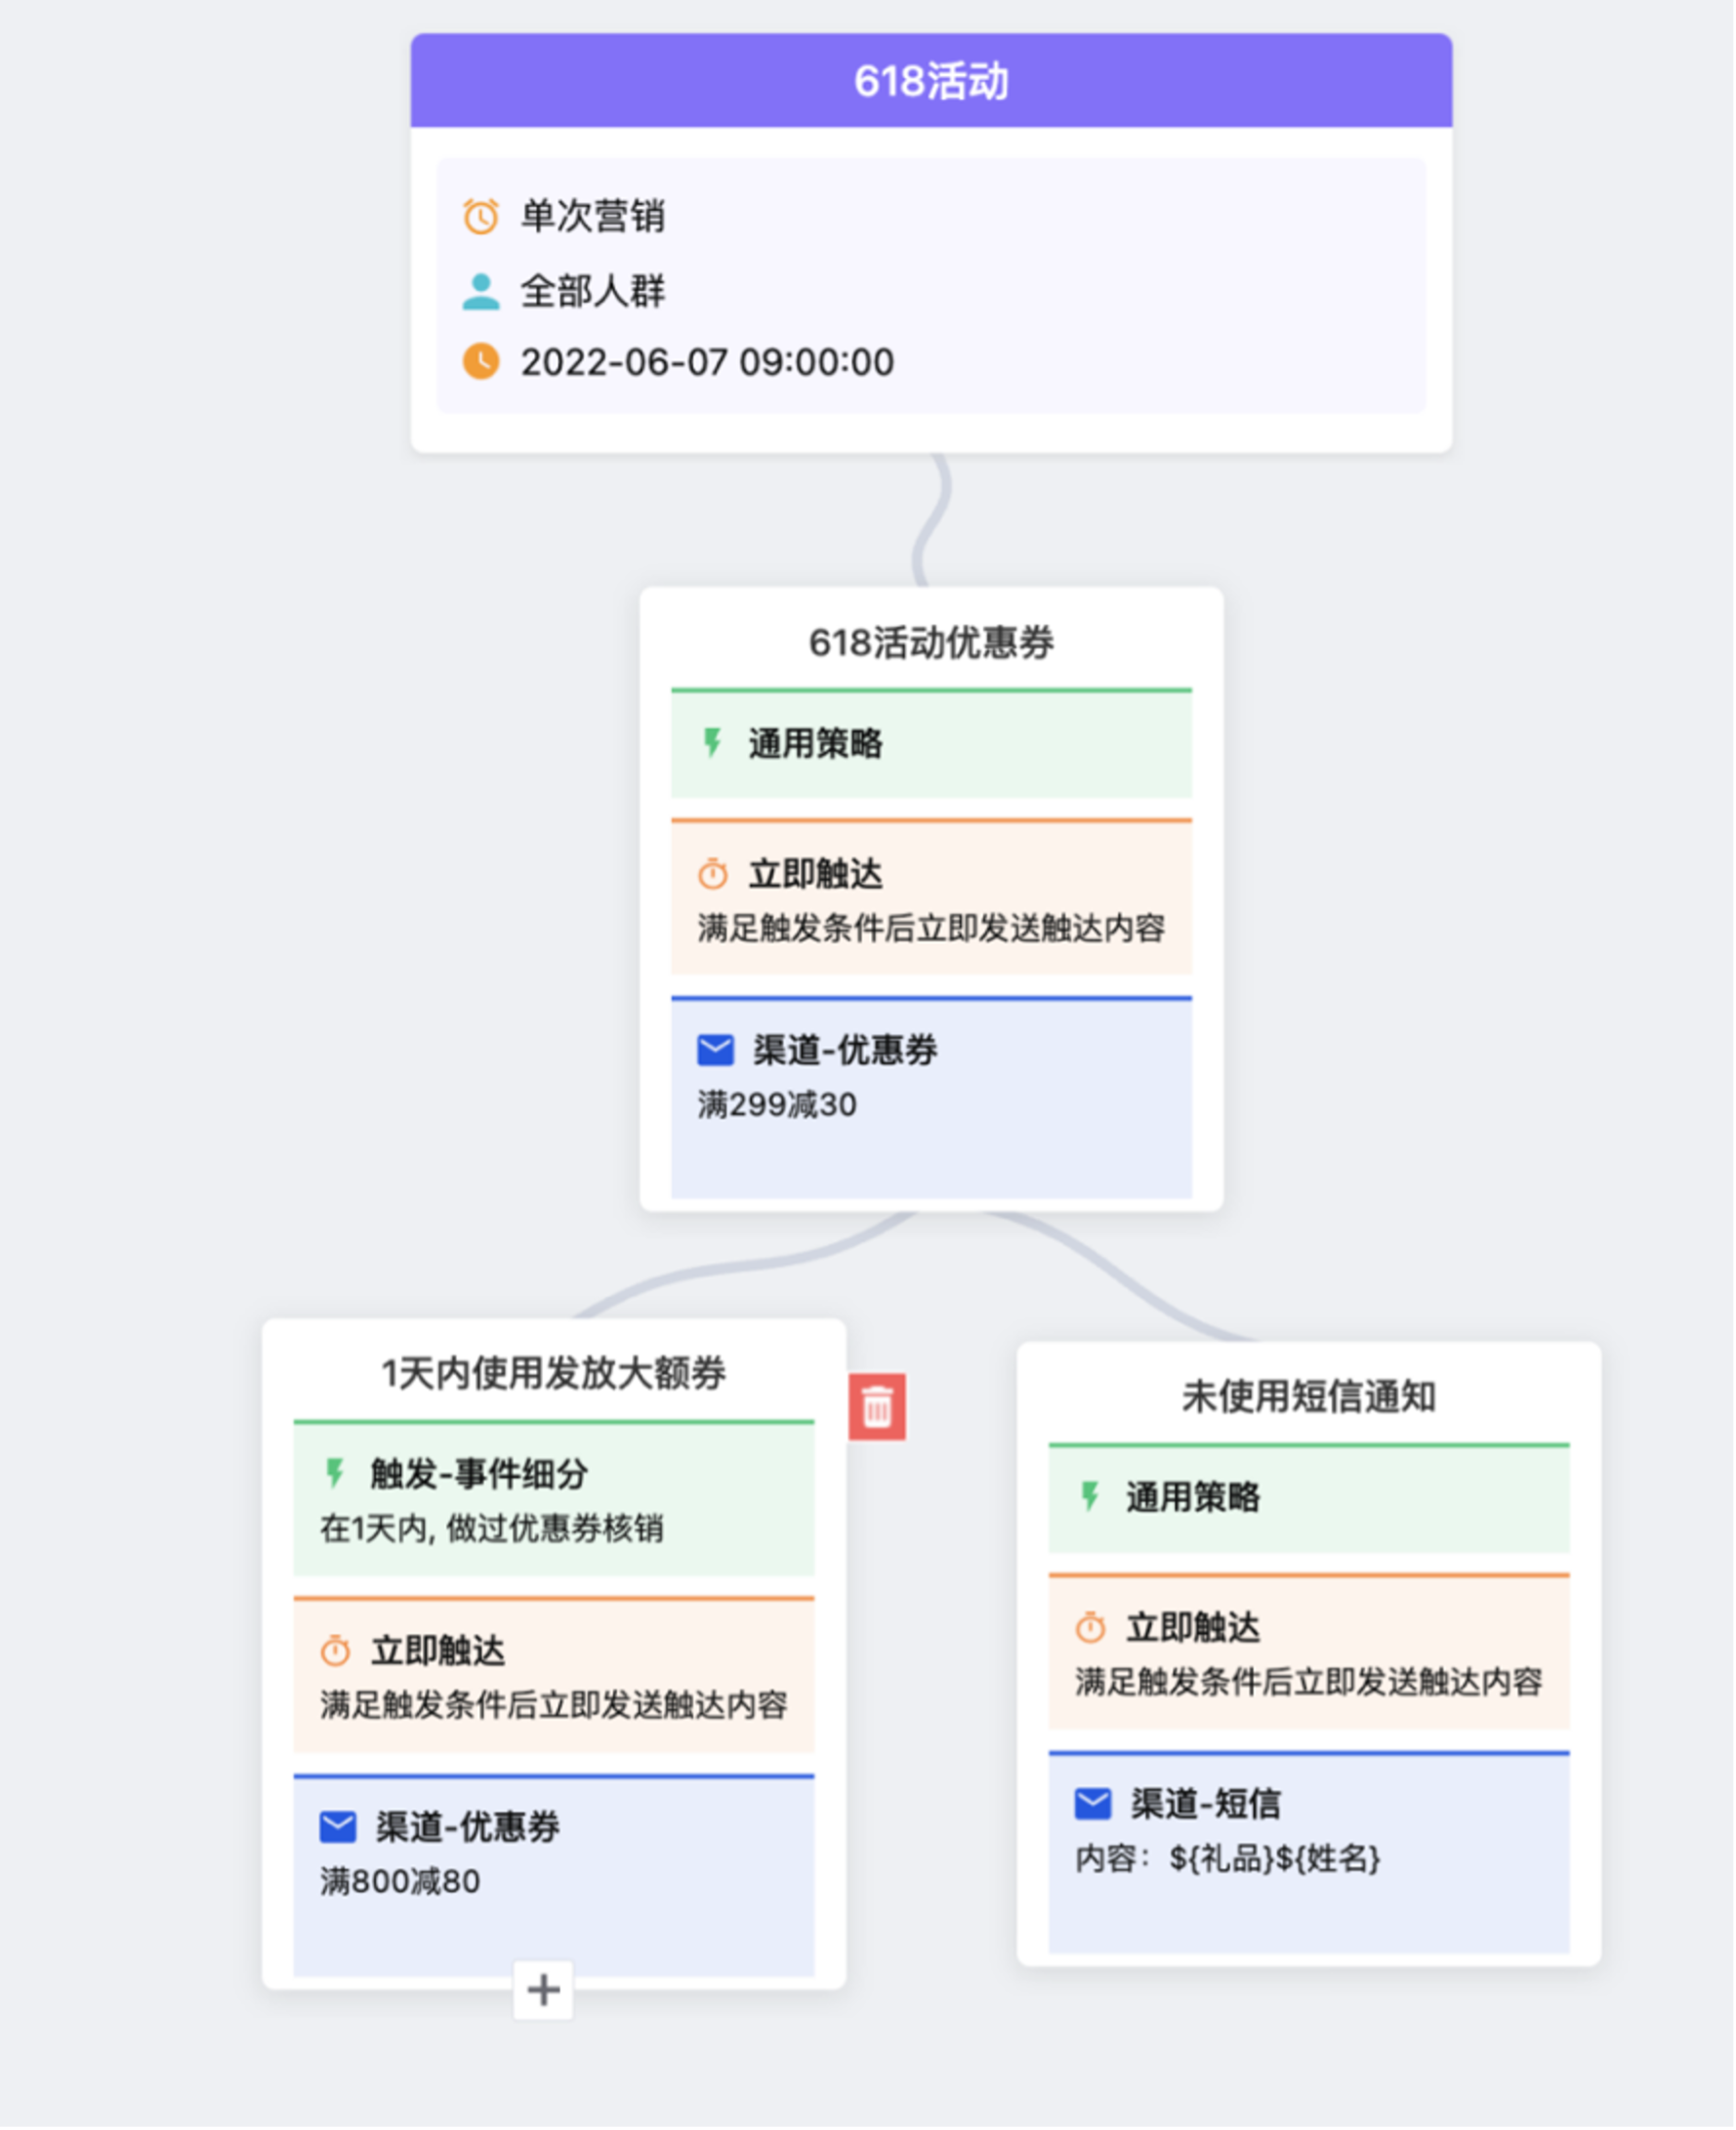 618活动
单次营销
全部人群
2022-06-07 09:00:00
618活动优惠券
通用策略
立即触达
满足触发条件后立即发送触达内容
渠道-优惠券
满299减30
1天内使用发放大额券
触发-事件细分
在1天内, 做过优惠券核销
立即触达
满足触发条件后立即发送触达内容
渠道-优惠券
满800减80
未使用短信通知
通用策略
立即触达
满足触发条件后立即发送触达内容
渠道-短信
内容：${礼品}${姓名}